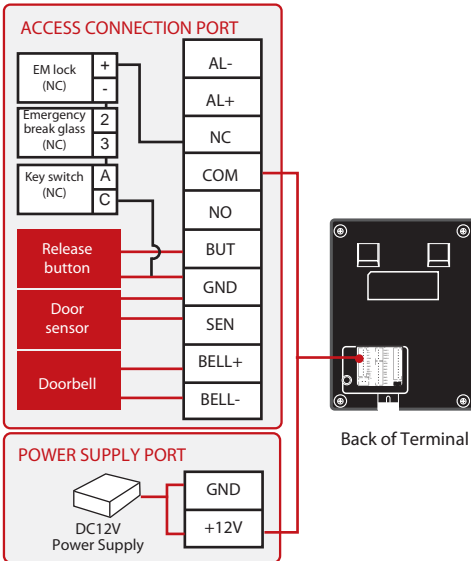 ACCESS CONNECTION PORT
EM lock
(NC)
+
-
Emergency
break glass
(NC)
2
3
Key switch
(NC)
A
C
Release
button
Door
sensor
Doorbell
AL-
AL+
NC
COM
NO
BUT
GND
SEN
BELL+
BELL-
Back of Terminal
POWER SUPPLY PORT
DC12V
Power Supply
GND
+12V